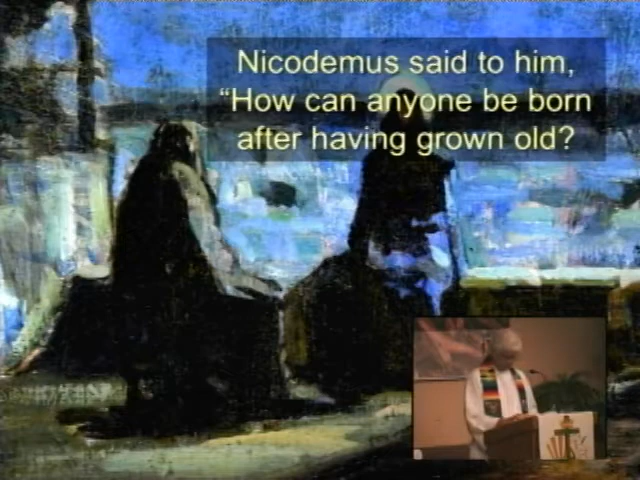 Nicodemus said to him,
“How can anyone be born
after having grown old?